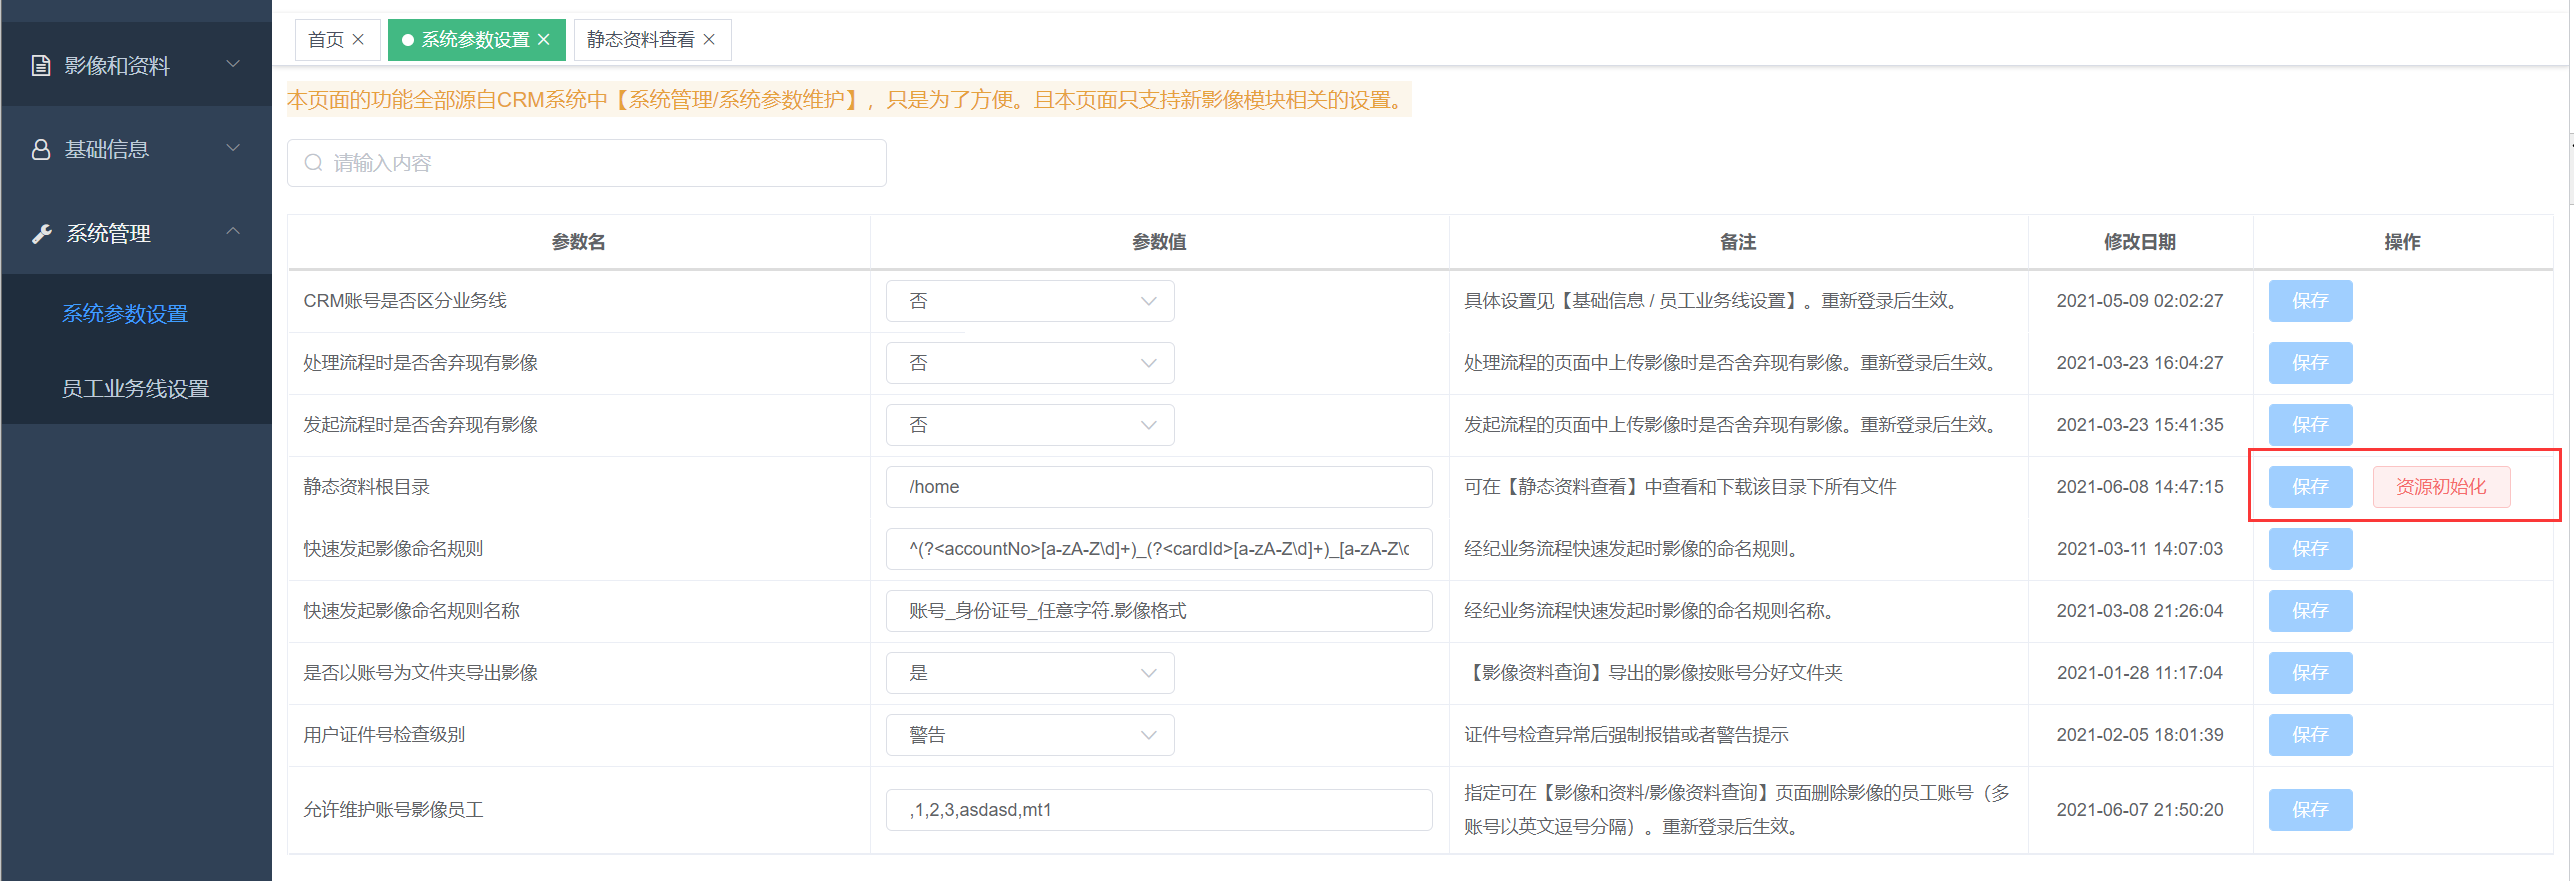 影像和资料
基础信息
系统管理
系统参数设置
员工业务线设置
首页 系统参数设置 静态资料查看
本页面的功能全部源自CRM系统中【系统管理/系统参数维护】，只是为了方便。且本页面只支持新影像模块相关的设置。
请输入内容
参数名 参数值 备注 修改日期 操作
CRM账号是否区分业务线 否 具体设置见【基础信息 / 员工业务线设置】。重新登录后生效。 2021-05-09 02:02:27 保存
处理流程时是否舍弃现有影像 否 处理流程的页面中上传影像时是否舍弃现有影像。重新登录后生效。 2021-03-23 16:04:27 保存
发起流程时是否舍弃现有影像 否 发起流程的页面中上传影像时是否舍弃现有影像。重新登录后生效。 2021-03-23 15:41:35 保存
静态资料根目录 /home 可在【静态资料查看】中查看和下载该目录下所有文件 2021-06-08 14:47:15 保存 资源初始化
快速发起影像命名规则 ^(?<accountNo>[a-zA-Z\d]+)_(?<cardId>[a-zA-Z\d]+)_[a-zA-Z\d 经纪业务流程快速发起时影像的命名规则。 2021-03-11 14:07:03 保存
快速发起影像命名规则名称 账号_身份证号_任意字符.影像格式 经纪业务流程快速发起时影像的命名规则名称。 2021-03-08 21:26:04 保存
是否以账号为文件夹导出影像 是 【影像资料查询】导出的影像按账号分好文件夹 2021-01-28 11:17:04 保存
用户证件号检查级别 警告 证件号检查异常后强制报错或者警告提示 2021-02-05 18:01:39 保存
允许维护账号影像员工 ,1,2,3,asdasd,mt1 指定可在【影像和资料/影像资料查询】页面删除影像的员工账号（多
账号以英文逗号分隔）。重新登录后生效。 2021-06-07 21:50:20 保存